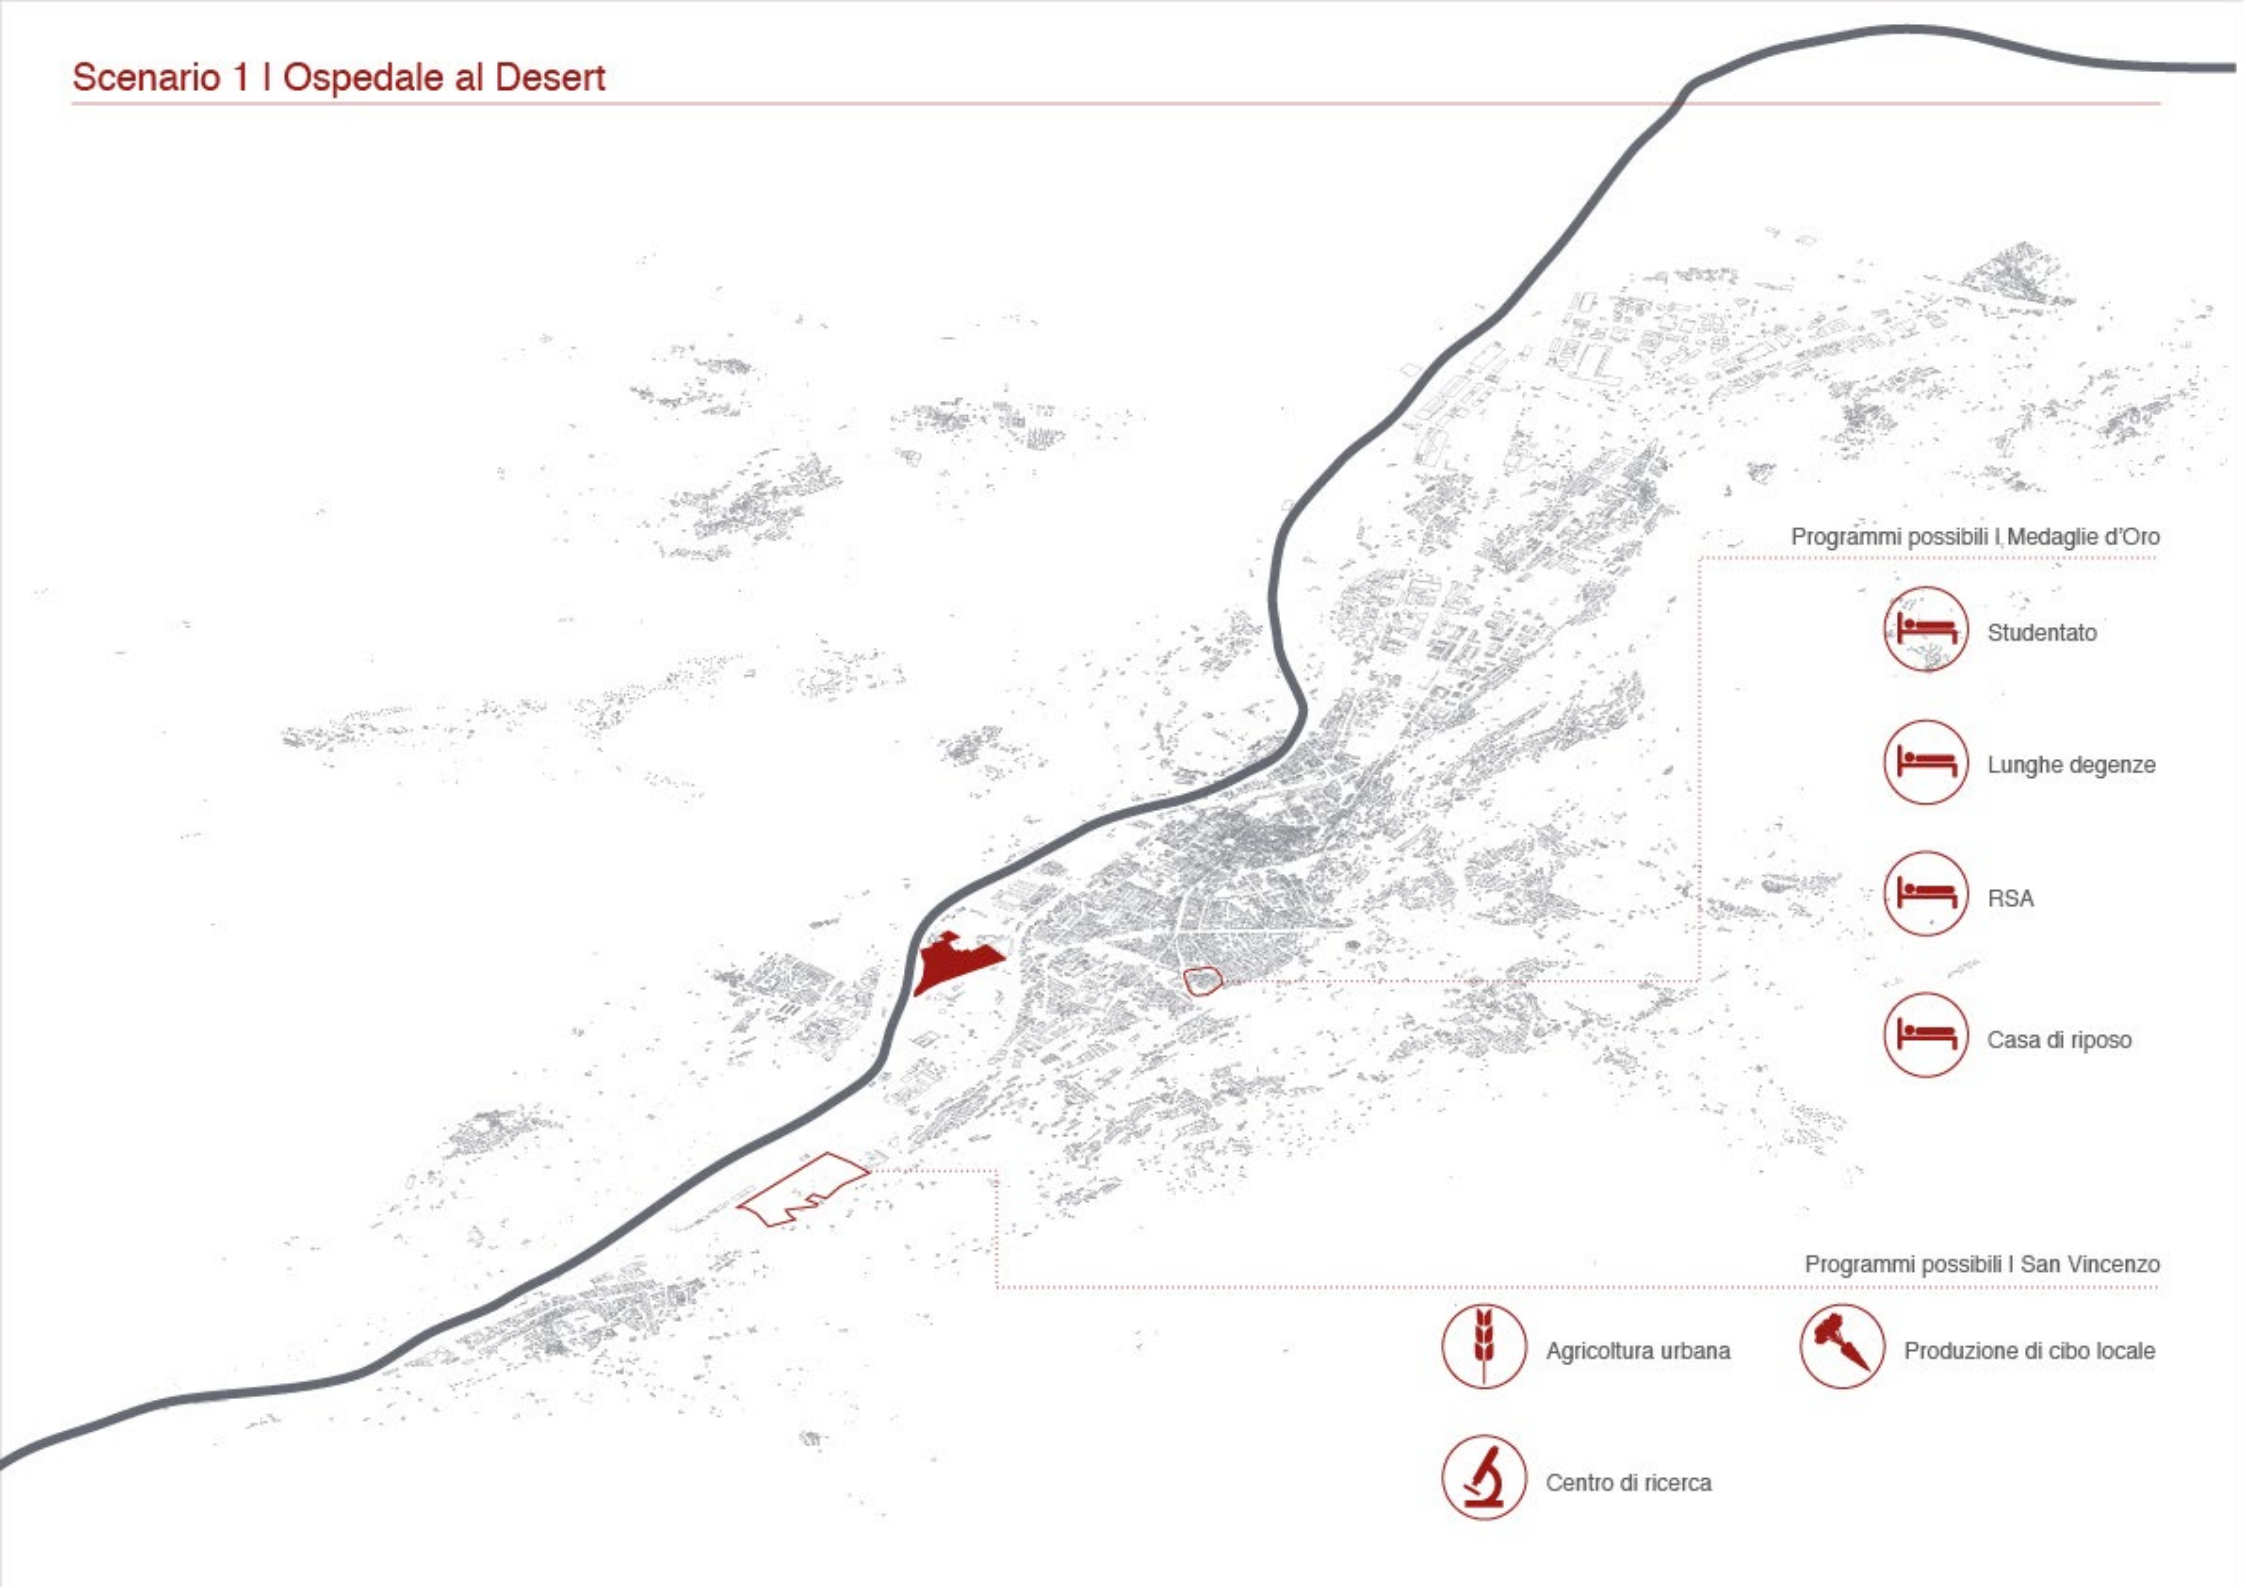 Scenario 1 | Ospedale al Desert
Programmi possibili | Medaglie d'Oro
Studentato
Lunghe degenze
RSA
Casa di riposo
Programmi possibili | San Vincenzo
Agricoltura urbana
Produzione di cibo locale
Centro di ricerca